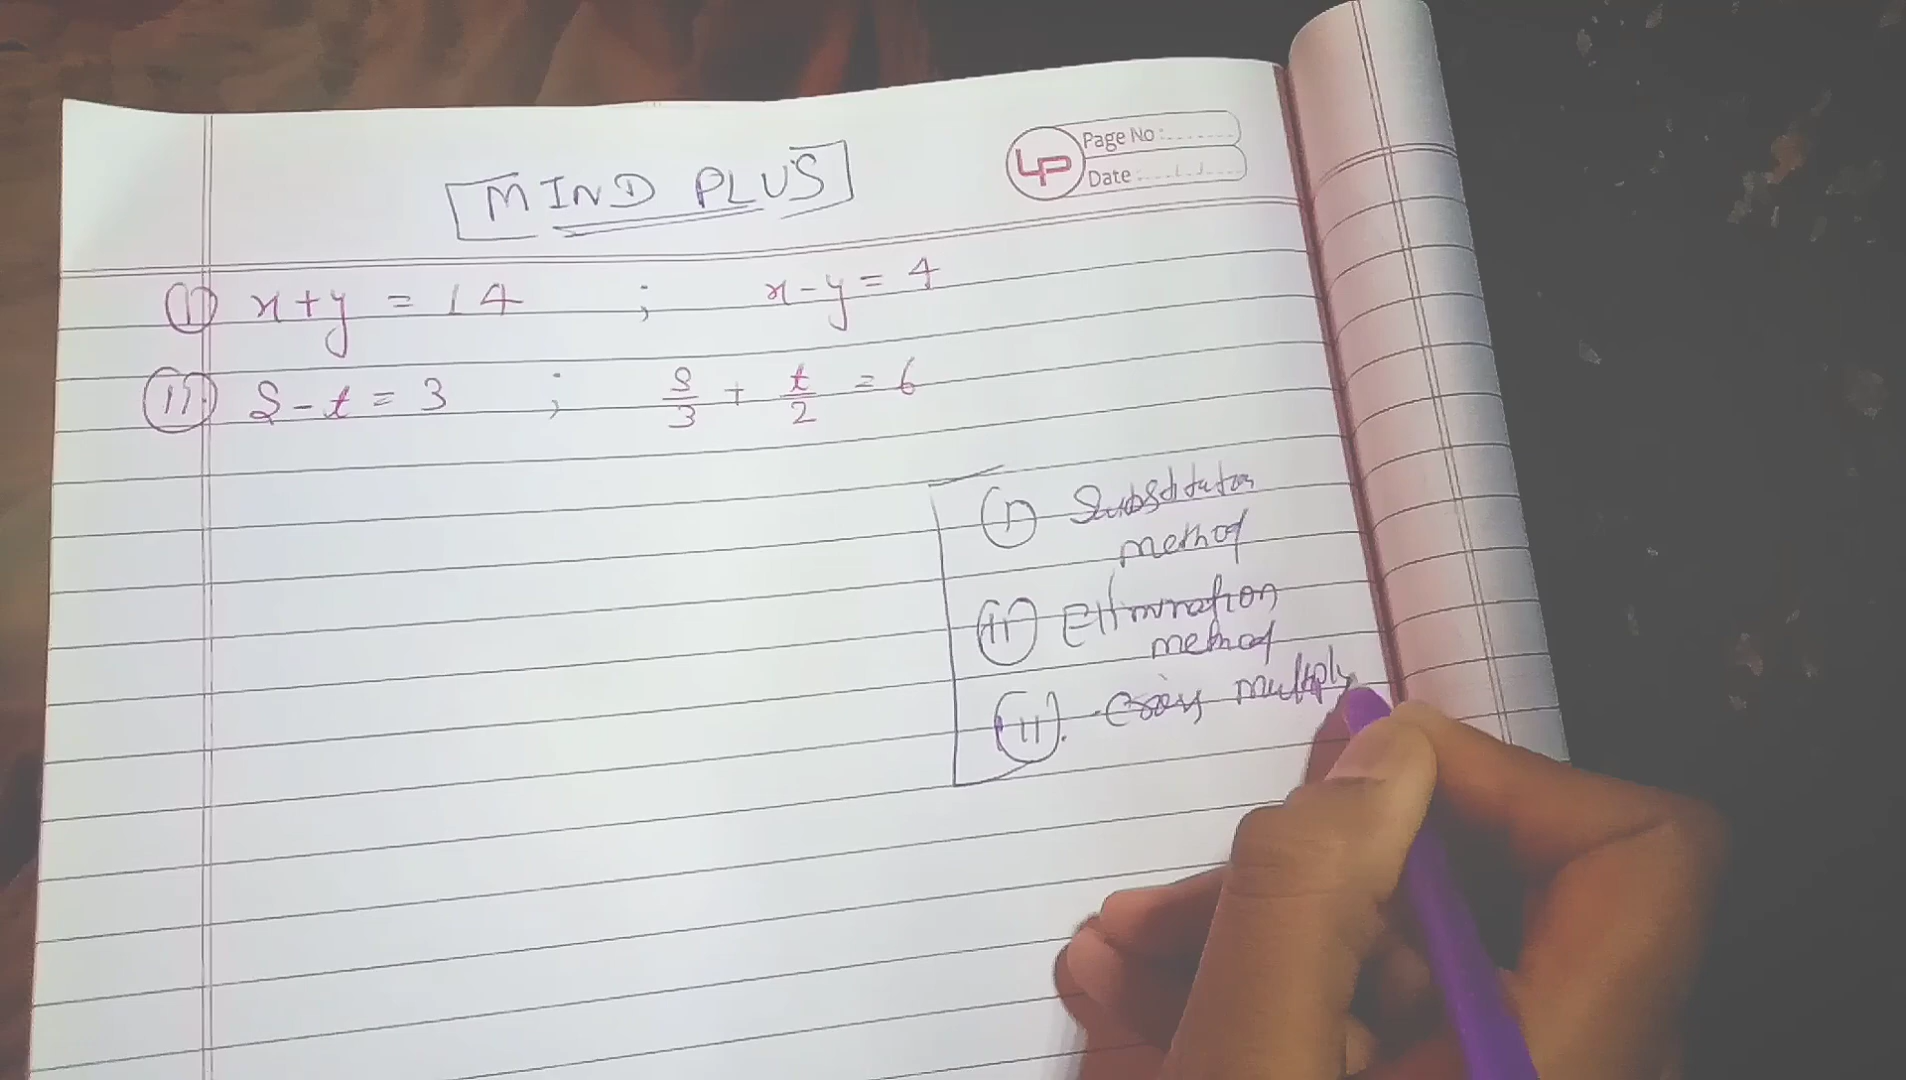 MIND PLUS
LP Page No :
Date :
(i) x+y = 14 ; x-y = 4
(ii) S-t = 3 ; S/3 + t/2 = 6
(i) Substitution
method
(ii) Elimination
method
(iii). Cross multiply